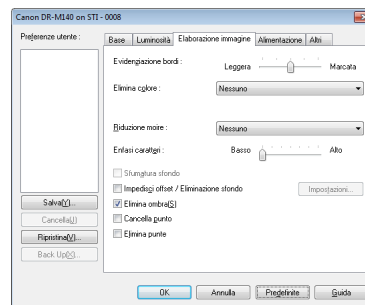 Canon DR-M140 on STI - 0008
Preferenze utente :
Base Luminosità Elaborazione immagine Alimentazione Altri
Evidenziazione bordi : Leggera Marcata
Elimina colore : Nessuno
Riduzione moire : Nessuno
Enfasi caratteri : Basso Alto
Sfumatura sfondo
Impedisci offset / Eliminazione sfondo Impostazioni...
Elimina ombra(S)
Cancella punto
Elimina punte
Salva(Y)...
Cancella(J)
Ripristina(V)...
Back Up(X)...
OK Annulla Predefinite Guida